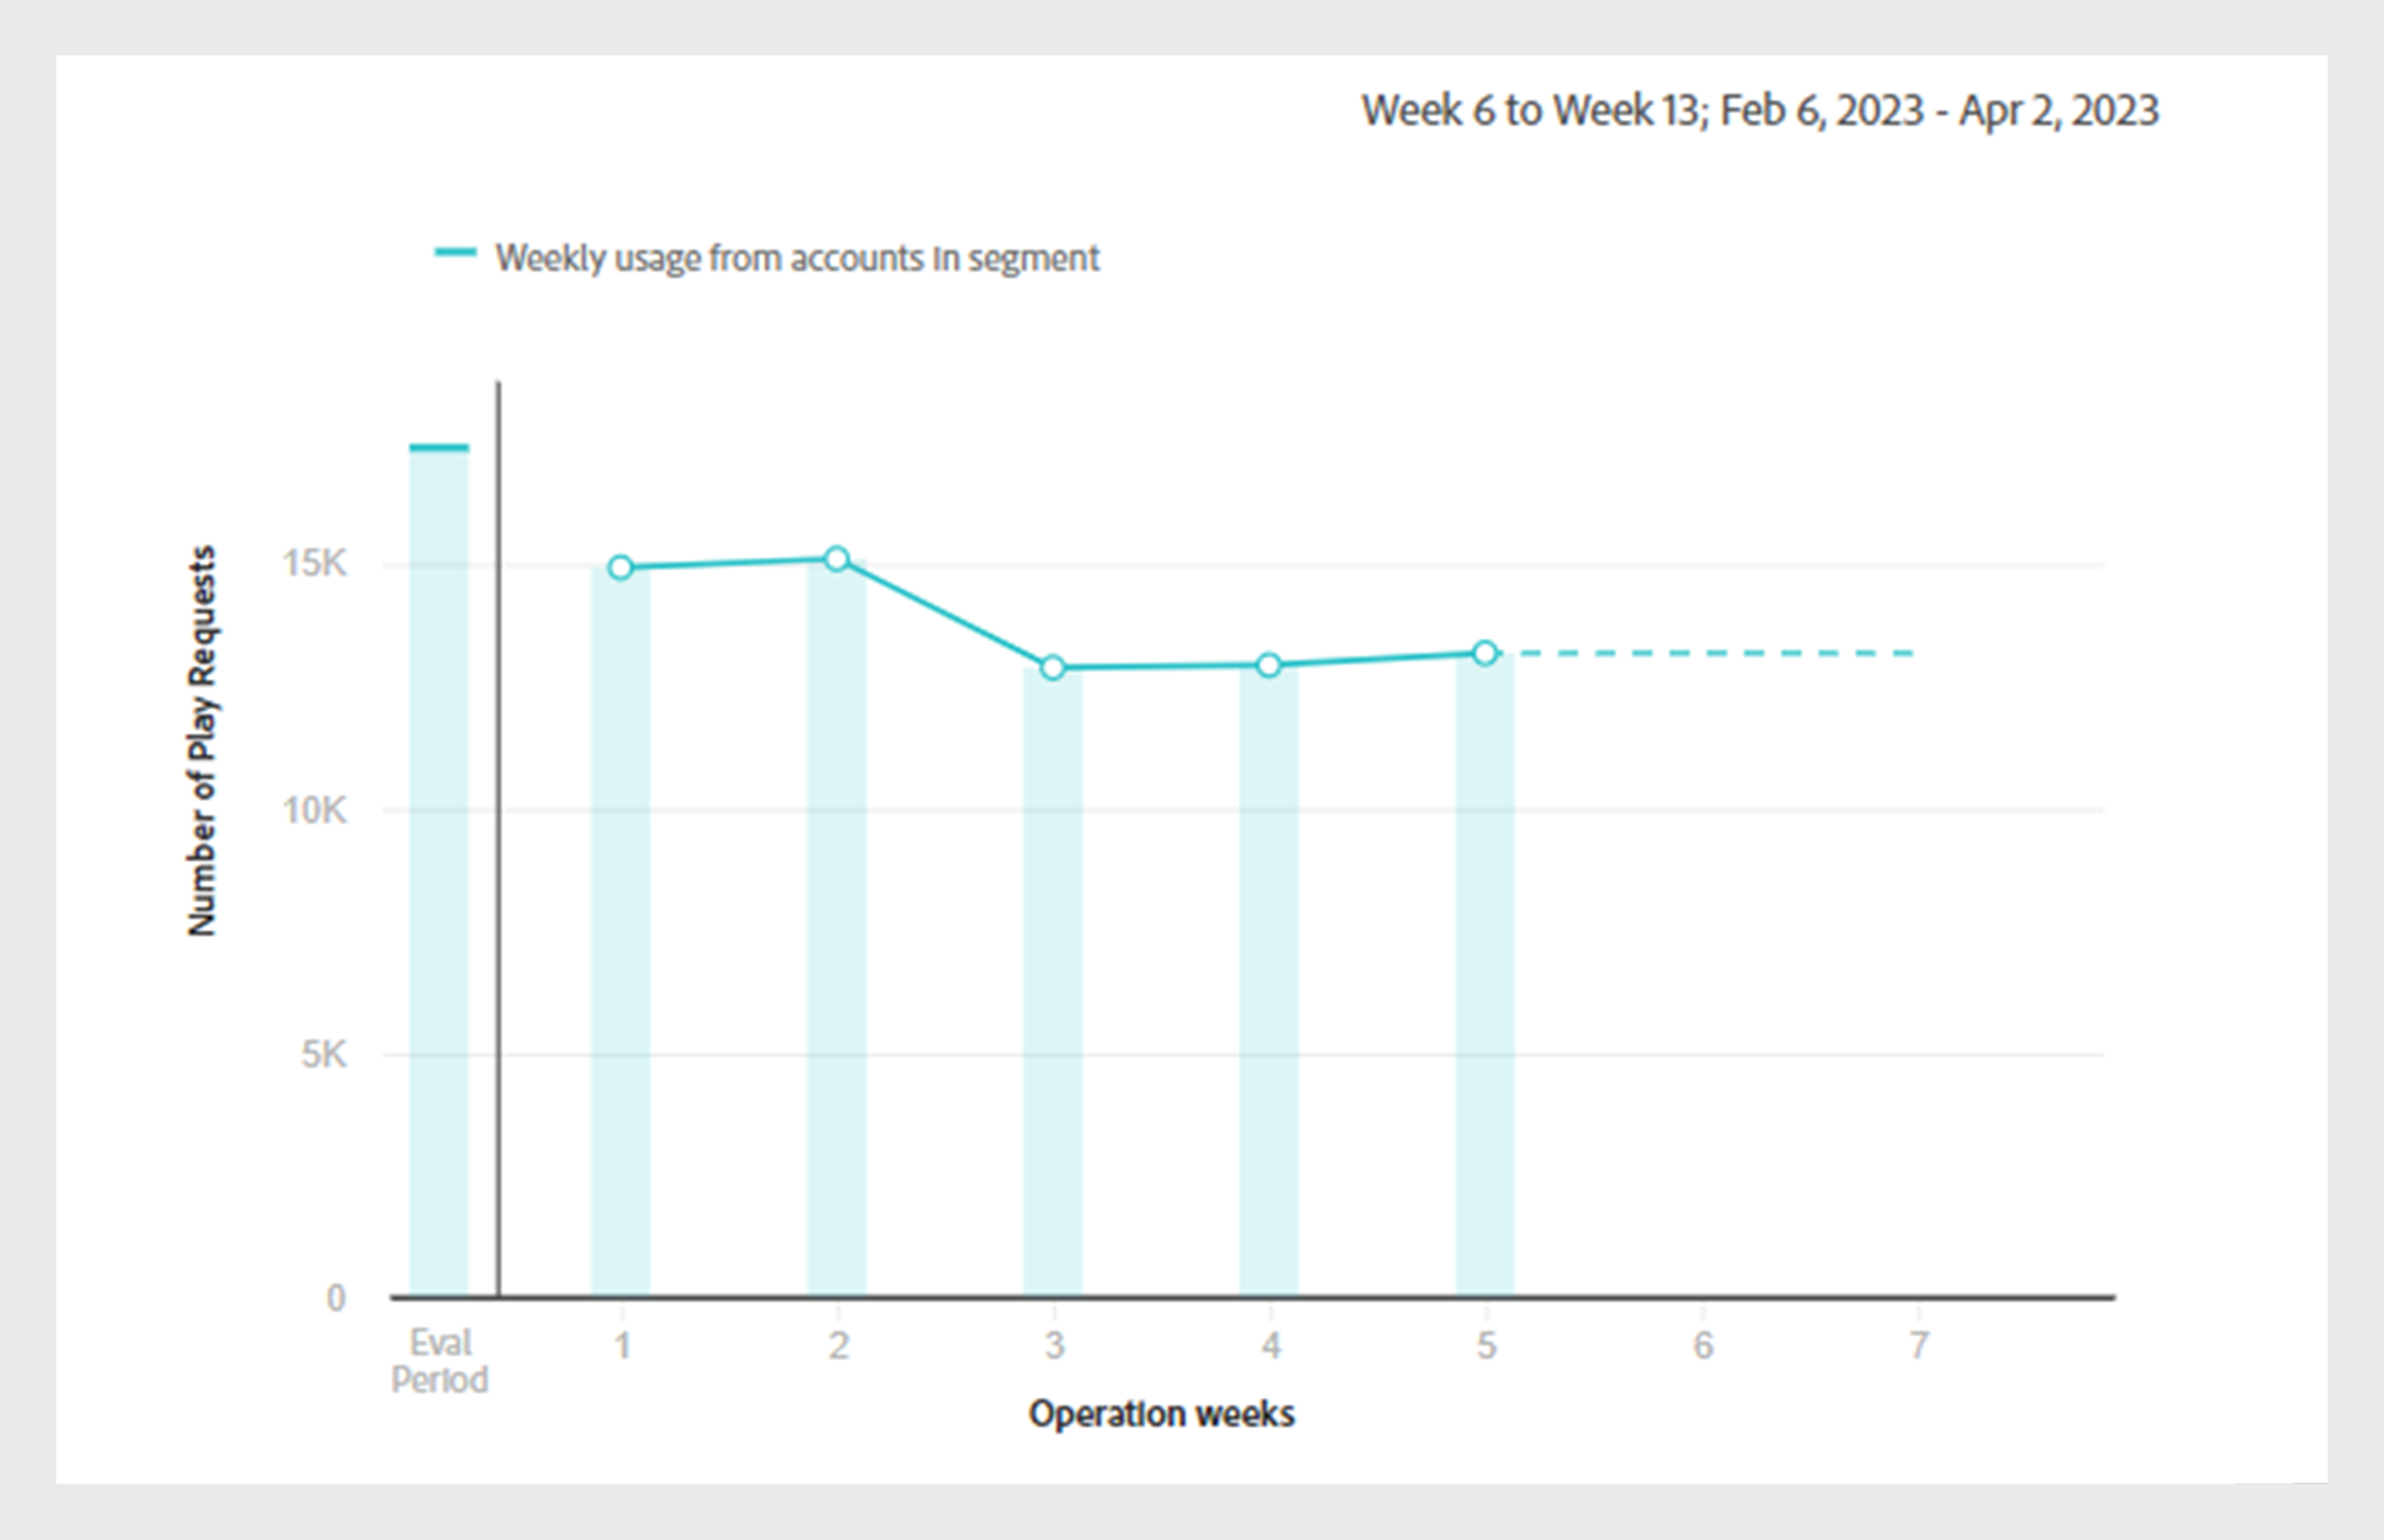 Week 6 to Week 13; Feb 6, 2023 - Apr 2, 2023
Weekly usage from accounts in segment
Number of Play Requests
15K
10K
5K
0
Eval
Period
1 2 3 4 5 6 7
Operation weeks